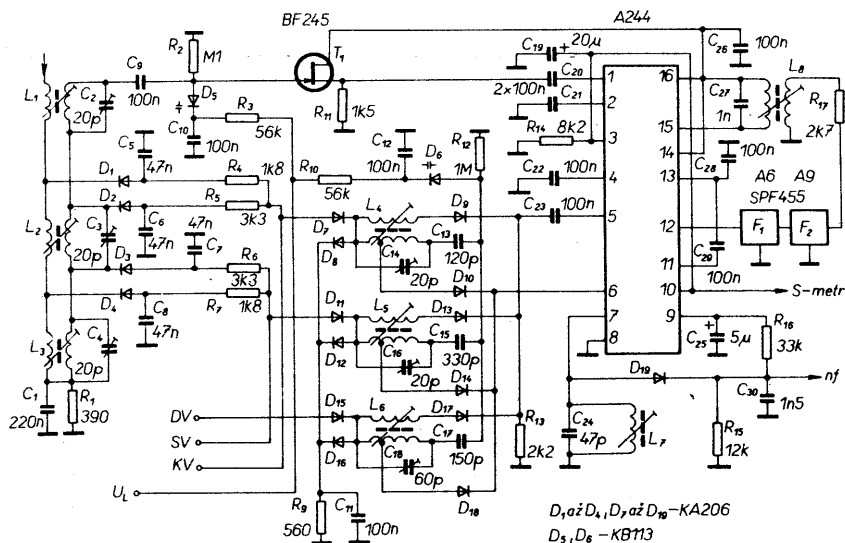 BF245
A244
R₂
M1
T₁
C₁₉ 20µ
C₂₆ 100n
C₉
100n
L₁
C₂
20p
D₅
R₃
56k
C₁₀
100n
R₁₁
1k5
C₂₀
2×100n
C₂₁
1
2
16
15
C₂₇
1n
L₈
R₁₇
2k7
C₅
47n
C₁₂
100n
D₆
R₁₂
1M
R₁₄ 8k2
3
14
C₂₈
100n
D₁
R₄
1k8
R₁₀
56k
C₂₂ 100n
4
13
A6 A9
SPF455
D₂
R₅
3k3
L₂
C₃
20p
C₆
47n
47n
C₇
L₄
D₉
C₂₃ 100n
5
12
F₁
F₂
D₇
D₈
C₁₃
120p
C₁₄
20p
C₂₉
100n
11
D₃
R₆
3k3
D₁₀
6
10
S-metr
D₄
R₇
1k8
C₈
47n
D₁₁
L₅
D₁₃
7
9
R₁₆
33k
L₃
C₄
20p
D₁₂
C₁₅
330p
C₁₆
20p
8
C₂₅
5µ
D₁₄
D₁₉
nf
C₁
220n
R₁
390
DV
D₁₅
L₆
D₁₇
R₁₃
2k2
C₂₄
47p
L₇
R₁₅
12k
C₃₀
1n5
SV
D₁₆
C₁₇
150p
KV
C₁₈
60p
U_L
D₁₈
R₉
560
C₁₁
100n
D₁až D₄, D₇až D₁₉–KA206
D₅, D₆ –KB113